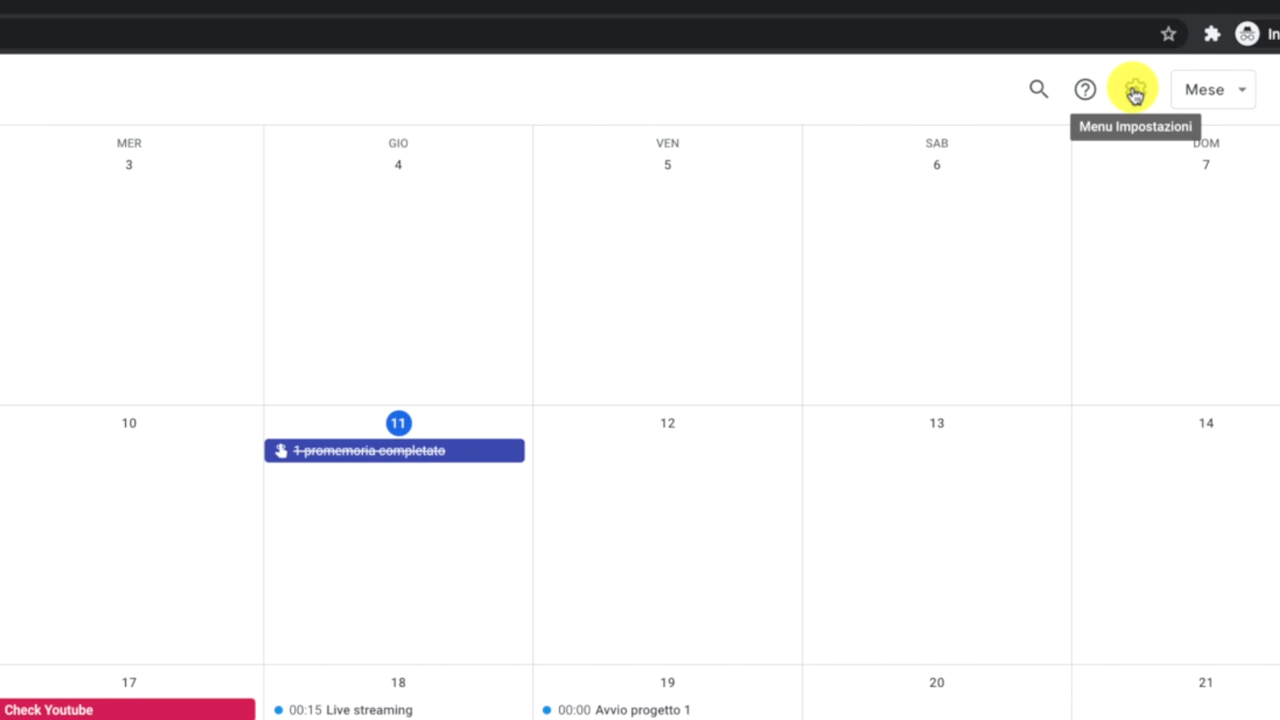 In
Mese
Menu Impostazioni
MER
GIO
VEN
SAB
DOM
3
4
5
6
7
10
11
12
13
14
1 promemoria completato
17
18
19
20
21
Check Youtube
00:15 Live streaming
00:00 Avvio progetto 1